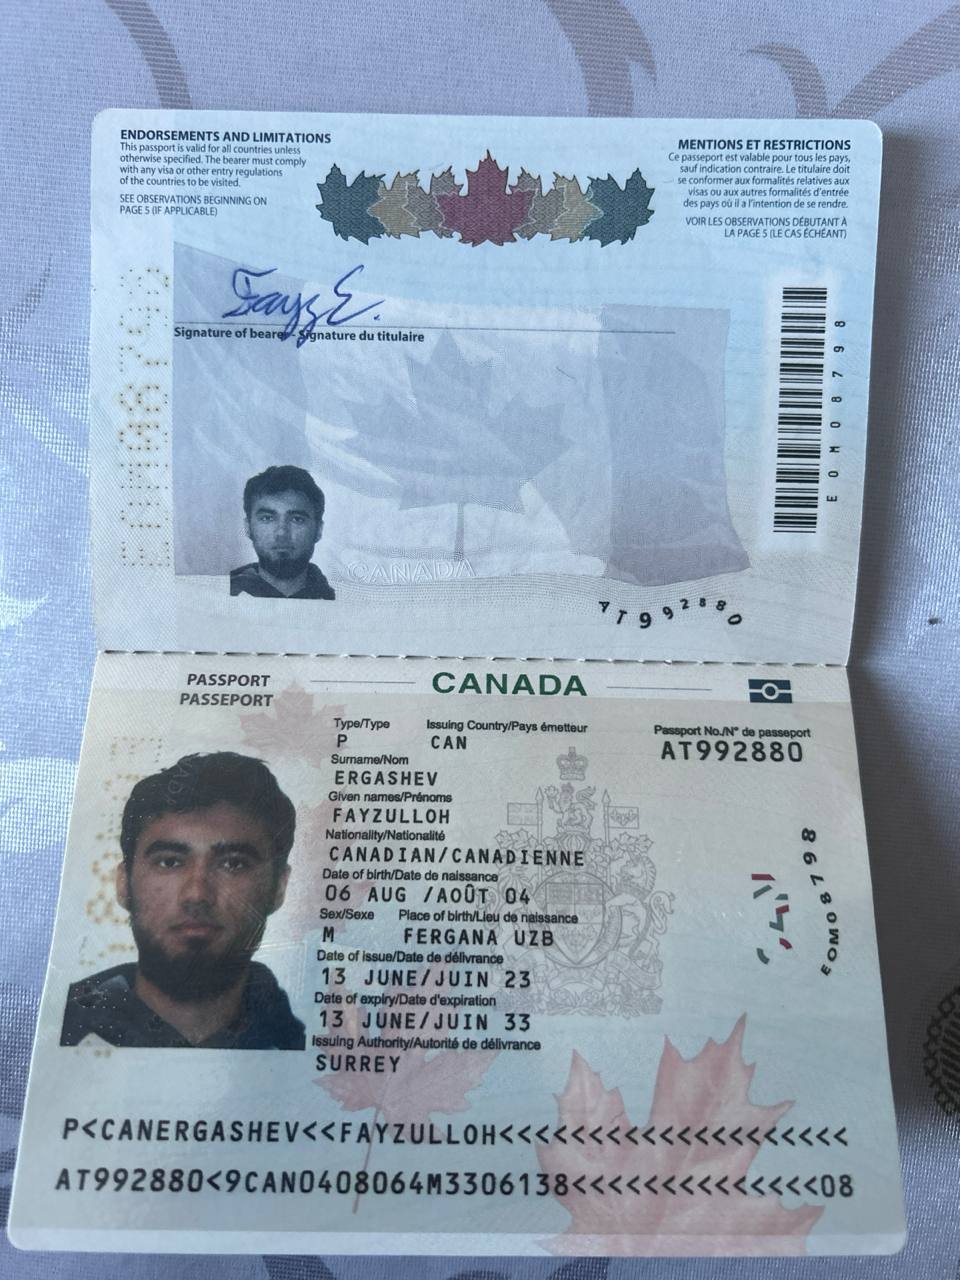 ENDORSEMENTS AND LIMITATIONS
This passport is valid for all countries unless
otherwise specified. The bearer must comply
with any visa or other entry regulations
of the countries to be visited.
SEE OBSERVATIONS BEGINNING ON
PAGE 5 (IF APPLICABLE)
MENTIONS ET RESTRICTIONS
Ce passeport est valable pour tous les pays,
sauf indication contraire. Le titulaire doit
se conformer aux formalités relatives aux
visas ou aux autres formalités d'entrée
des pays où il a l'intention de se rendre.
VOIR LES OBSERVATIONS DÉBUTANT À
LA PAGE 5 (LE CAS ÉCHÉANT)
Fayz E.
Signature of bearer - Signature du titulaire
EOM08798
CANADA
AT992880
PASSPORT
PASSEPORT
CANADA
Type/Type Issuing Country/Pays émetteur Passport No./N° de passeport
P CAN AT992880
Surname/Nom
ERGASHEV
Given names/Prénoms
FAYZULLOH
Nationality/Nationalité
CANADIAN/CANADIENNE
Date of birth/Date de naissance
06 AUG /AOÛT 04
Sex/Sexe Place of birth/Lieu de naissance
M FERGANA UZB
Date of issue/Date de délivrance
13 JUNE/JUIN 23
Date of expiry/Date d'expiration
13 JUNE/JUIN 33
Issuing Authority/Autorité de délivrance
SURREY
EOM08798
P<CANERGASHEV<<FAYZULLOH<<<<<<<<<<<<<<<<<<<<
AT992880<9CAN0408064M3306138<<<<<<<<<<<<<<08